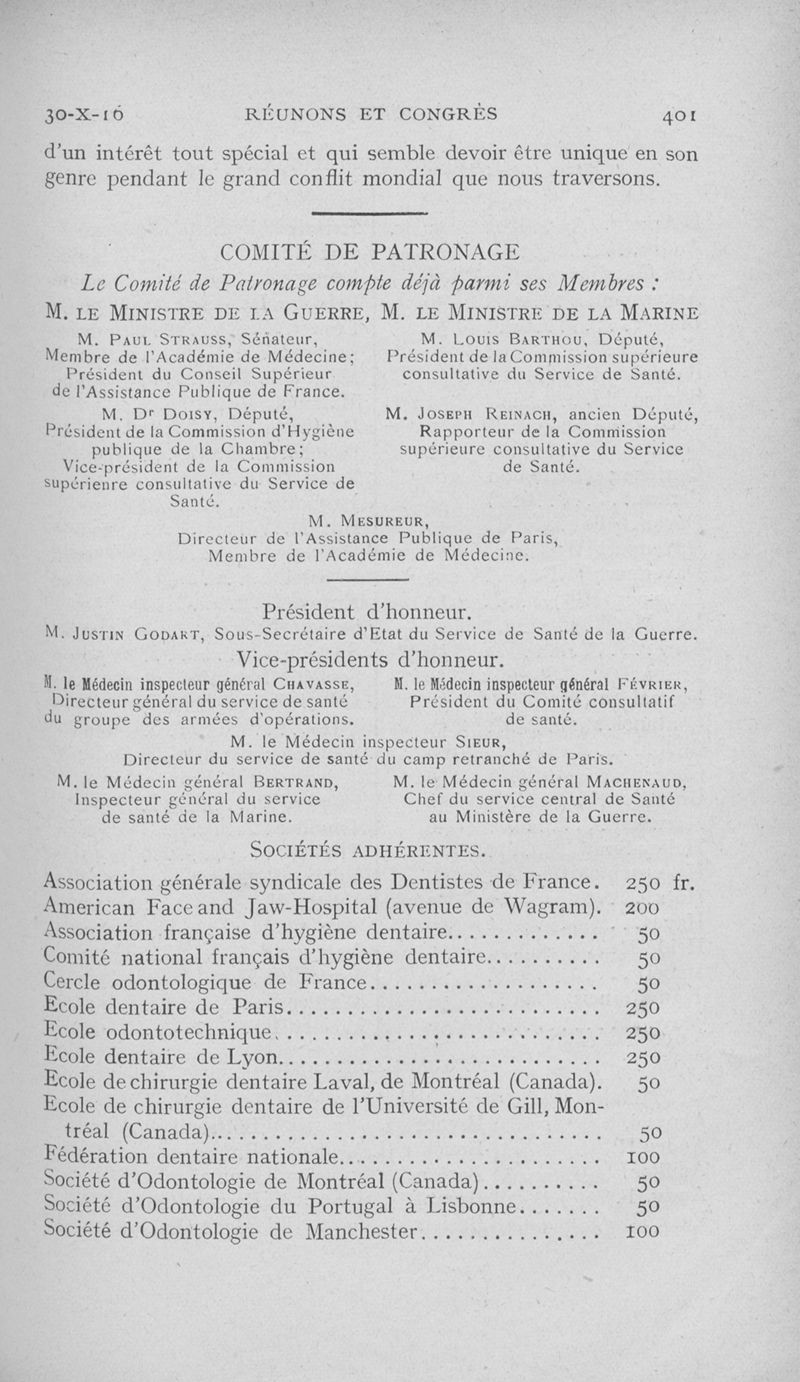 30-X-16 RÉUNONS ET CONGRÈS 401
d'un intérêt tout spécial et qui semble devoir être unique en son
genre pendant le grand conflit mondial que nous traversons.
COMITÉ DE PATRONAGE
Le Comité de Patronage compte déjà parmi ses Membres :
M. LE MINISTRE DE LA GUERRE, M. LE MINISTRE DE LA MARINE
M. PAUL STRAUSS, Sénateur,
Membre de l'Académie de Médecine;
Président du Conseil Supérieur
de l'Assistance Publique de France.
M. LOUIS BARTHOU, Député,
Président de la Commission supérieure
consultative du Service de Santé.
M. Dr DOISY, Député,
Président de la Commission d'Hygiène
publique de la Chambre;
Vice-président de la Commission
supérienre consultative du Service de
Santé.
M. JOSEPH REINACH, ancien Député,
Rapporteur de la Commission
supérieure consultative du Service
de Santé.
M. MESUREUR,
Directeur de l'Assistance Publique de Paris,
Membre de l'Académie de Médecine.
Président d'honneur.
M. JUSTIN GODART, Sous-Secrétaire d'Etat du Service de Santé de la Guerre.
Vice-présidents d'honneur.
M. le Médecin inspecteur général CHAVASSE,
Directeur général du service de santé
du groupe des armées d'opérations.
M. le Médecin inspecteur général FÉVRIER,
Président du Comité consultatif
de santé.
M. le Médecin inspecteur SIEUR,
Directeur du service de santé du camp retranché de Paris.
M. le Médecin général BERTRAND,
Inspecteur général du service
de santé de la Marine.
M. le Médecin général MACHENAUD,
Chef du service central de Santé
au Ministère de la Guerre.
SOCIÉTÉS ADHÉRENTES.
Association générale syndicale des Dentistes de France. 250 fr.
American Face and Jaw-Hospital (avenue de Wagram). 200
Association française d'hygiène dentaire............. 50
Comité national français d'hygiène dentaire.......... 50
Cercle odontologique de France................... 50
Ecole dentaire de Paris.......................... 250
Ecole odontotechnique........................... 250
Ecole dentaire de Lyon........................... 250
Ecole de chirurgie dentaire Laval, de Montréal (Canada). 50
Ecole de chirurgie dentaire de l'Université de Gill, Mon-
tréal (Canada)................................. 50
Fédération dentaire nationale...................... 100
Société d'Odontologie de Montréal (Canada).......... 50
Société d'Odontologie du Portugal à Lisbonne....... 50
Société d'Odontologie de Manchester............... 100